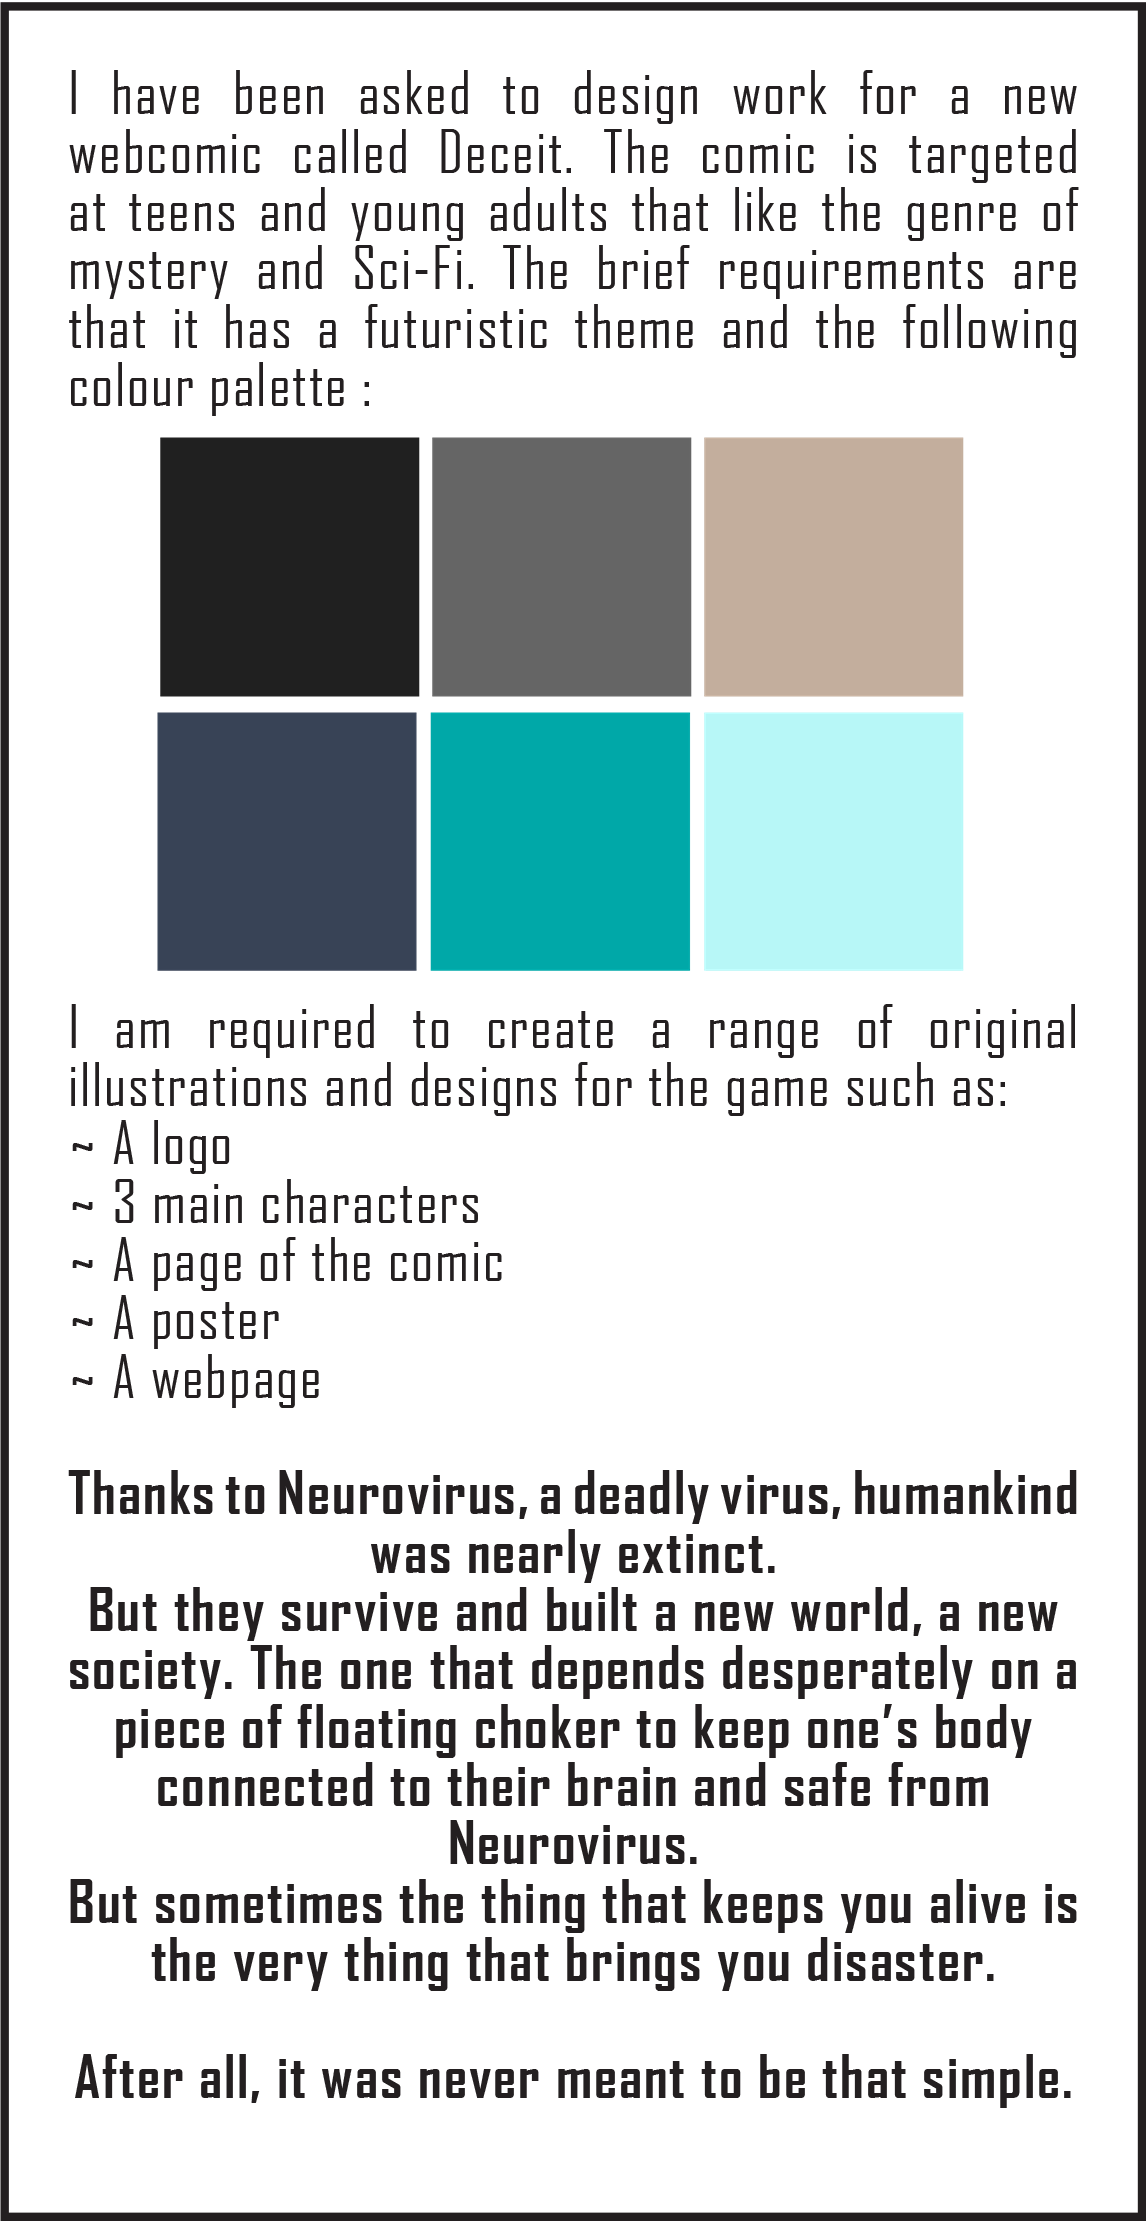 I have been asked to design work for a new
webcomic called Deceit. The comic is targeted
at teens and young adults that like the genre of
mystery and Sci-Fi. The brief requirements are
that it has a futuristic theme and the following
colour palette :
I am required to create a range of original
illustrations and designs for the game such as:
~ A logo
~ 3 main characters
~ A page of the comic
~ A poster
~ A webpage
Thanks to Neurovirus, a deadly virus, humankind
was nearly extinct.
But they survive and built a new world, a new
society. The one that depends desperately on a
piece of floating choker to keep one's body
connected to their brain and safe from
Neurovirus.
But sometimes the thing that keeps you alive is
the very thing that brings you disaster.
After all, it was never meant to be that simple.